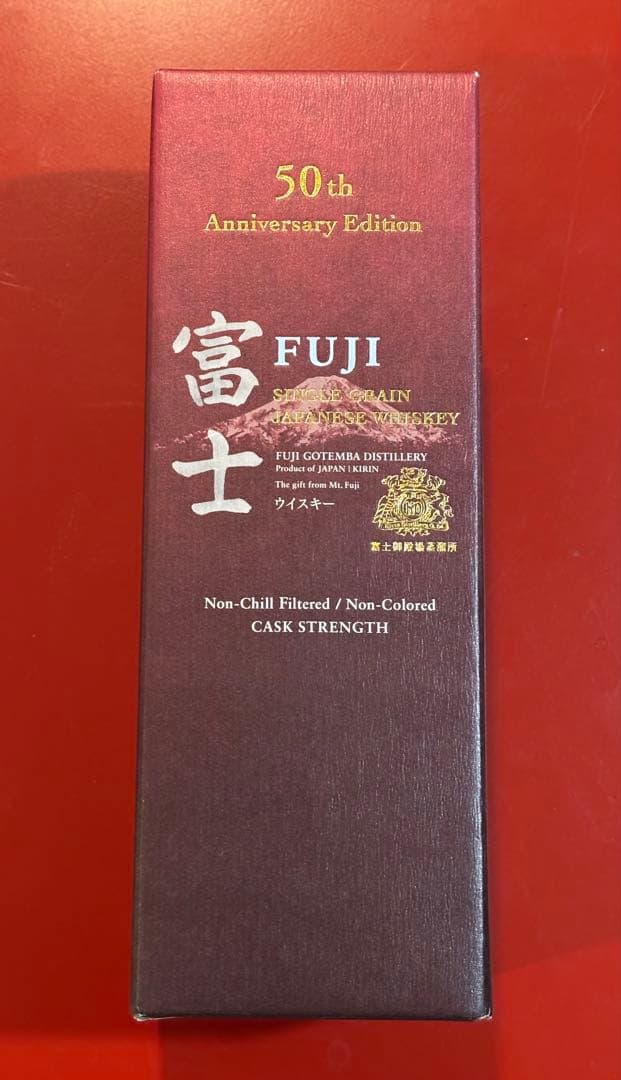 50th
Anniversary Edition
富士
FUJI
SINGLE GRAIN
JAPANESE WHISKEY
FUJI GOTEMBA DISTILLERY
Product of JAPAN | KIRIN
The gift from Mt. Fuji
ウイスキー
富士御殿場蒸溜所
Non-Chill Filtered / Non-Colored
CASK STRENGTH